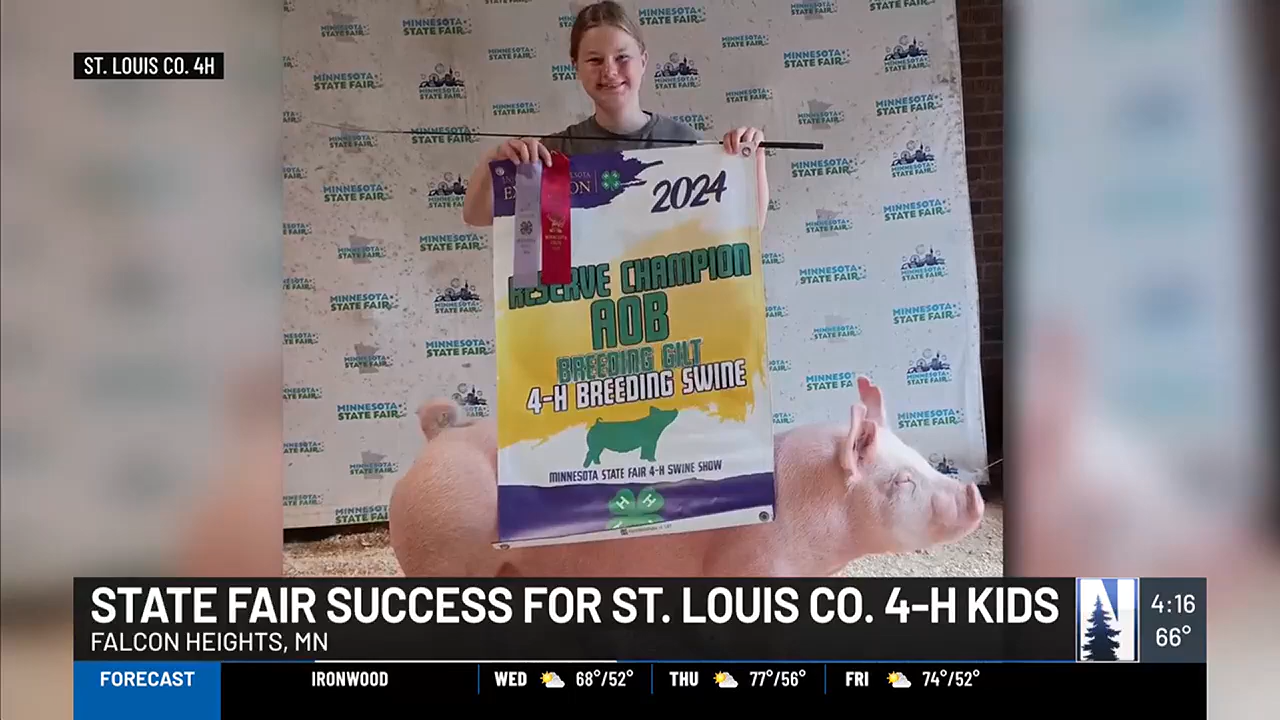 ST. LOUIS CO. 4H
MINNESOTA
STATE FAIR
2024
RESERVE CHAMPION
AOB
BREEDING GILT
4-H BREEDING SWINE
MINNESOTA STATE FAIR 4-H SWINE SHOW
H H
STATE FAIR SUCCESS FOR ST. LOUIS CO. 4-H KIDS
FALCON HEIGHTS, MN
N
4:16
66°
FORECAST IRONWOOD WED 68°/52° THU 77°/56° FRI 74°/52°